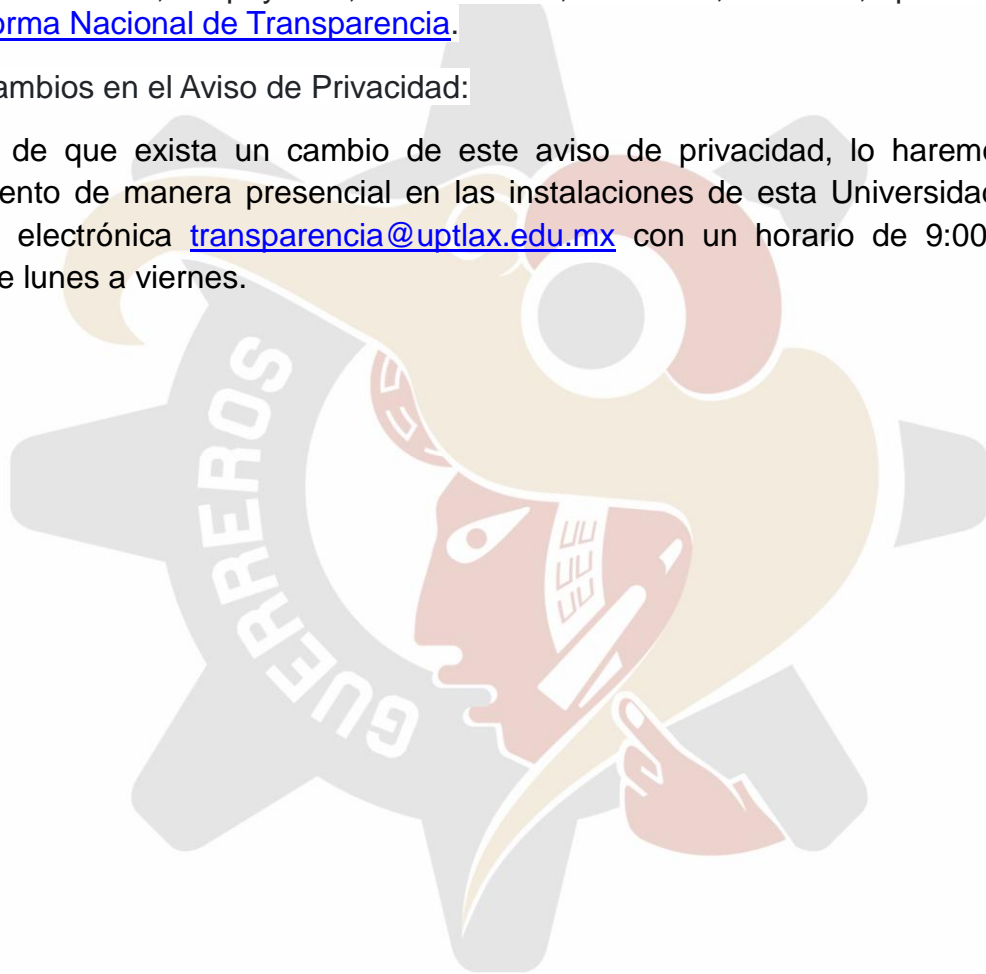 orma Nacional de Transparencia.
ambios en el Aviso de Privacidad:
de que exista un cambio de este aviso de privacidad, lo harem
ento de manera presencial en las instalaciones de esta Universida
electrónica transparencia@uptlax.edu.mx con un horario de 9:00
e lunes a viernes.
GUERREROS